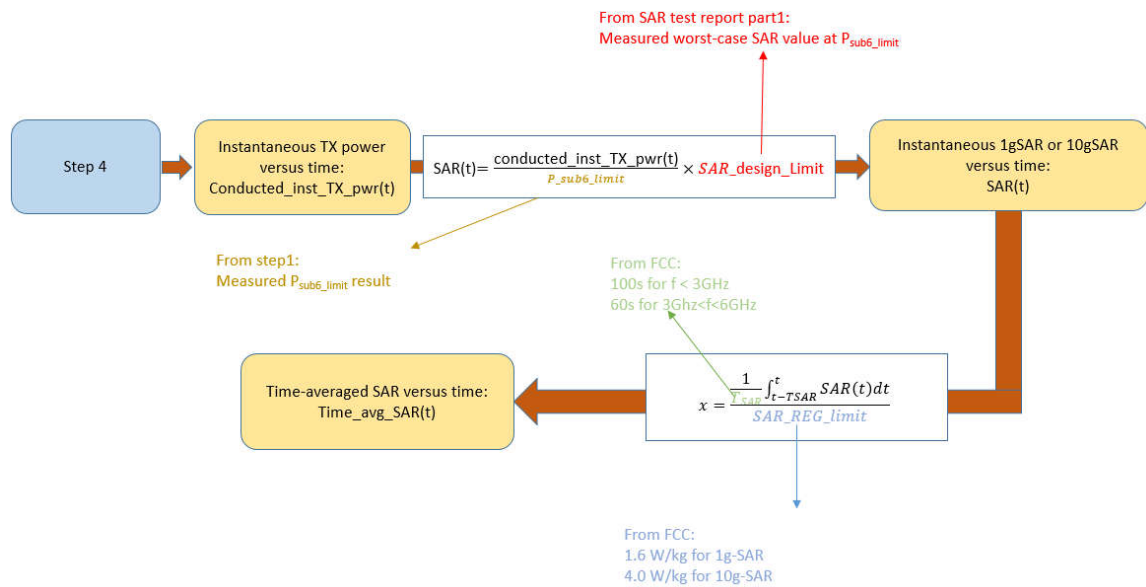 From SAR test report part1:
Measured worst-case SAR value at P_sub6_limit
Step 4
Instantaneous TX power
versus time:
Conducted_inst_TX_pwr(t)
SAR(t)= conducted_inst_TX_pwr(t) / P_sub6_limit × SAR_design_Limit
Instantaneous 1gSAR or 10gSAR
versus time:
SAR(t)
From step1:
Measured P_sub6_limit result
From FCC:
100s for f < 3GHz
60s for 3Ghz<f<6GHz
Time-averaged SAR versus time:
Time_avg_SAR(t)
x = 1/T_SAR ∫_{t−TSAR}^{t} SAR(t)dt / SAR_REG_limit
From FCC:
1.6 W/kg for 1g-SAR
4.0 W/kg for 10g-SAR